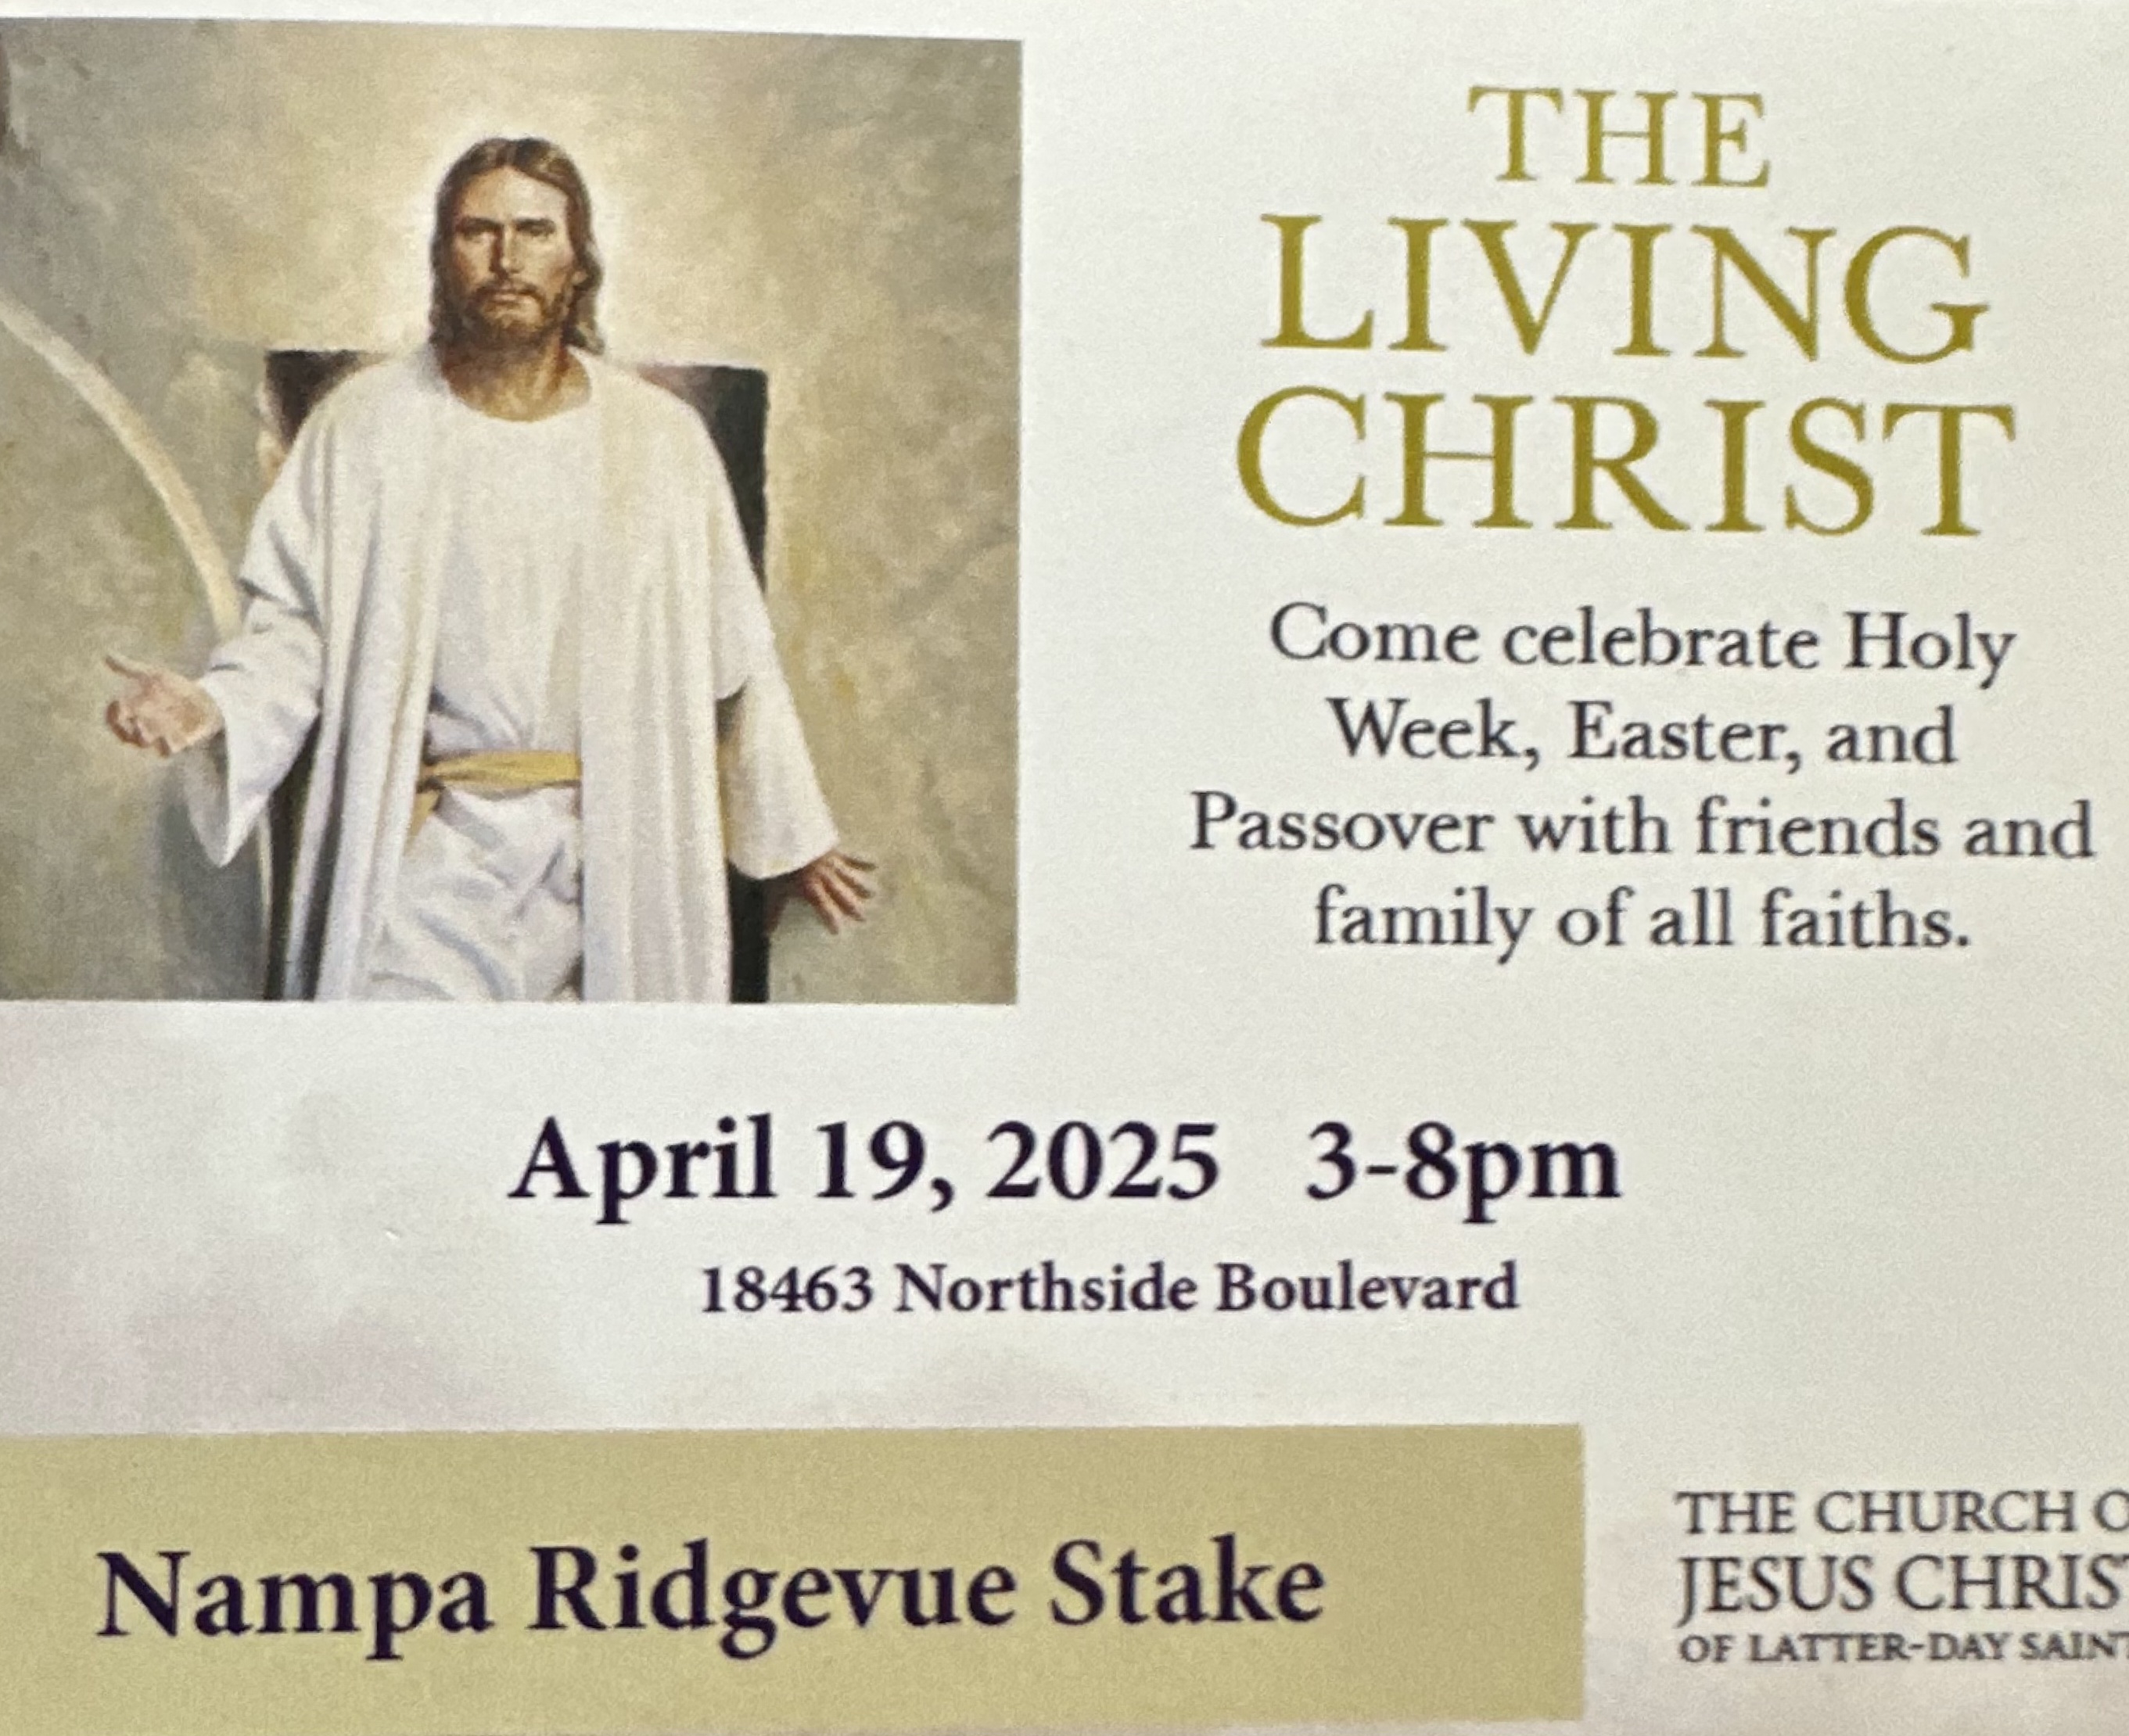 THE
LIVING
CHRIST
Come celebrate Holy
Week, Easter, and
Passover with friends and
family of all faiths.
April 19, 2025 3-8pm
18463 Northside Boulevard
Nampa Ridgevue Stake
THE CHURCH O
JESUS CHRIST
OF LATTER-DAY SAINT